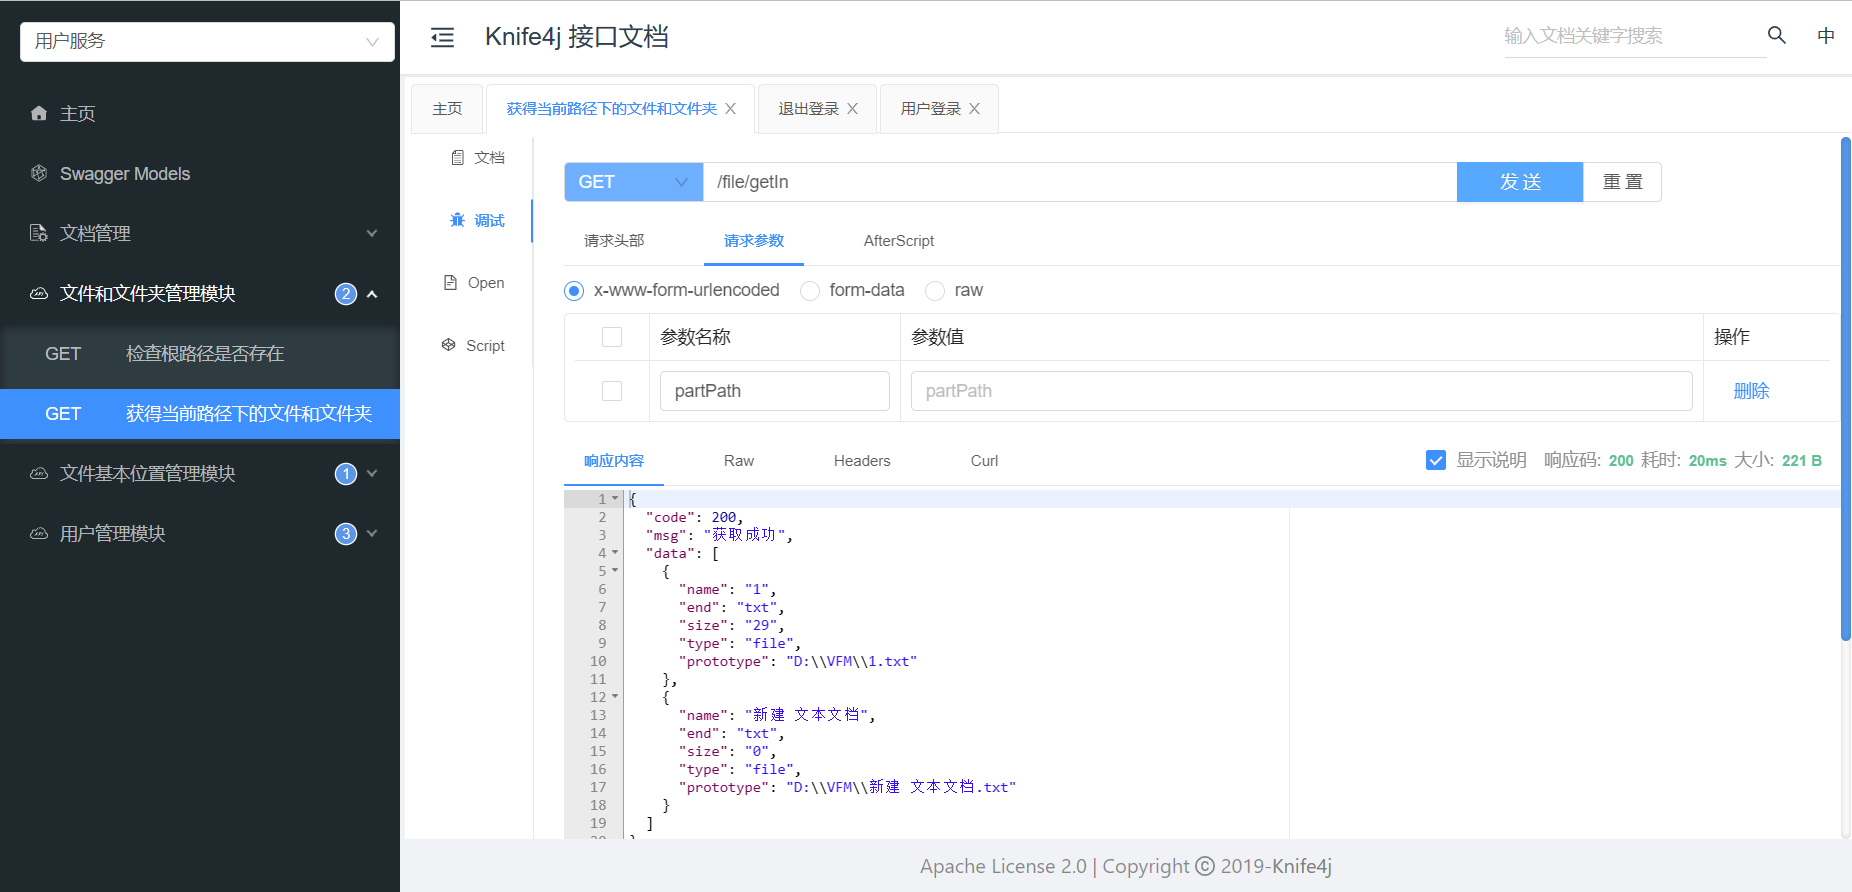 用户服务
主页
Swagger Models
文档管理
文件和文件夹管理模块 2
GET 检查根路径是否存在
GET 获得当前路径下的文件和文件夹
文件基本位置管理模块 1
用户管理模块 3
Knife4j 接口文档
输入文档关键字搜索 中
主页 获得当前路径下的文件和文件夹 退出登录 用户登录
文档
调试
Open
Script
GET /file/getIn 发 送 重 置
请求头部 请求参数 AfterScript
x-www-form-urlencoded form-data raw
参数名称 参数值 操作
partPath partPath 删除
响应内容 Raw Headers Curl 显示说明 响应码: 200 耗时: 20ms 大小: 221 B
1 {
2 "code": 200,
3 "msg": "获取成功",
4 "data": [
5 {
6 "name": "1",
7 "end": "txt",
8 "size": "29",
9 "type": "file",
10 "prototype": "D:\\VFM\\1.txt"
11 },
12 {
13 "name": "新建 文本文档",
14 "end": "txt",
15 "size": "0",
16 "type": "file",
17 "prototype": "D:\\VFM\\新建 文本文档.txt"
18 }
19 ]
20 }
Apache License 2.0 | Copyright © 2019-Knife4j